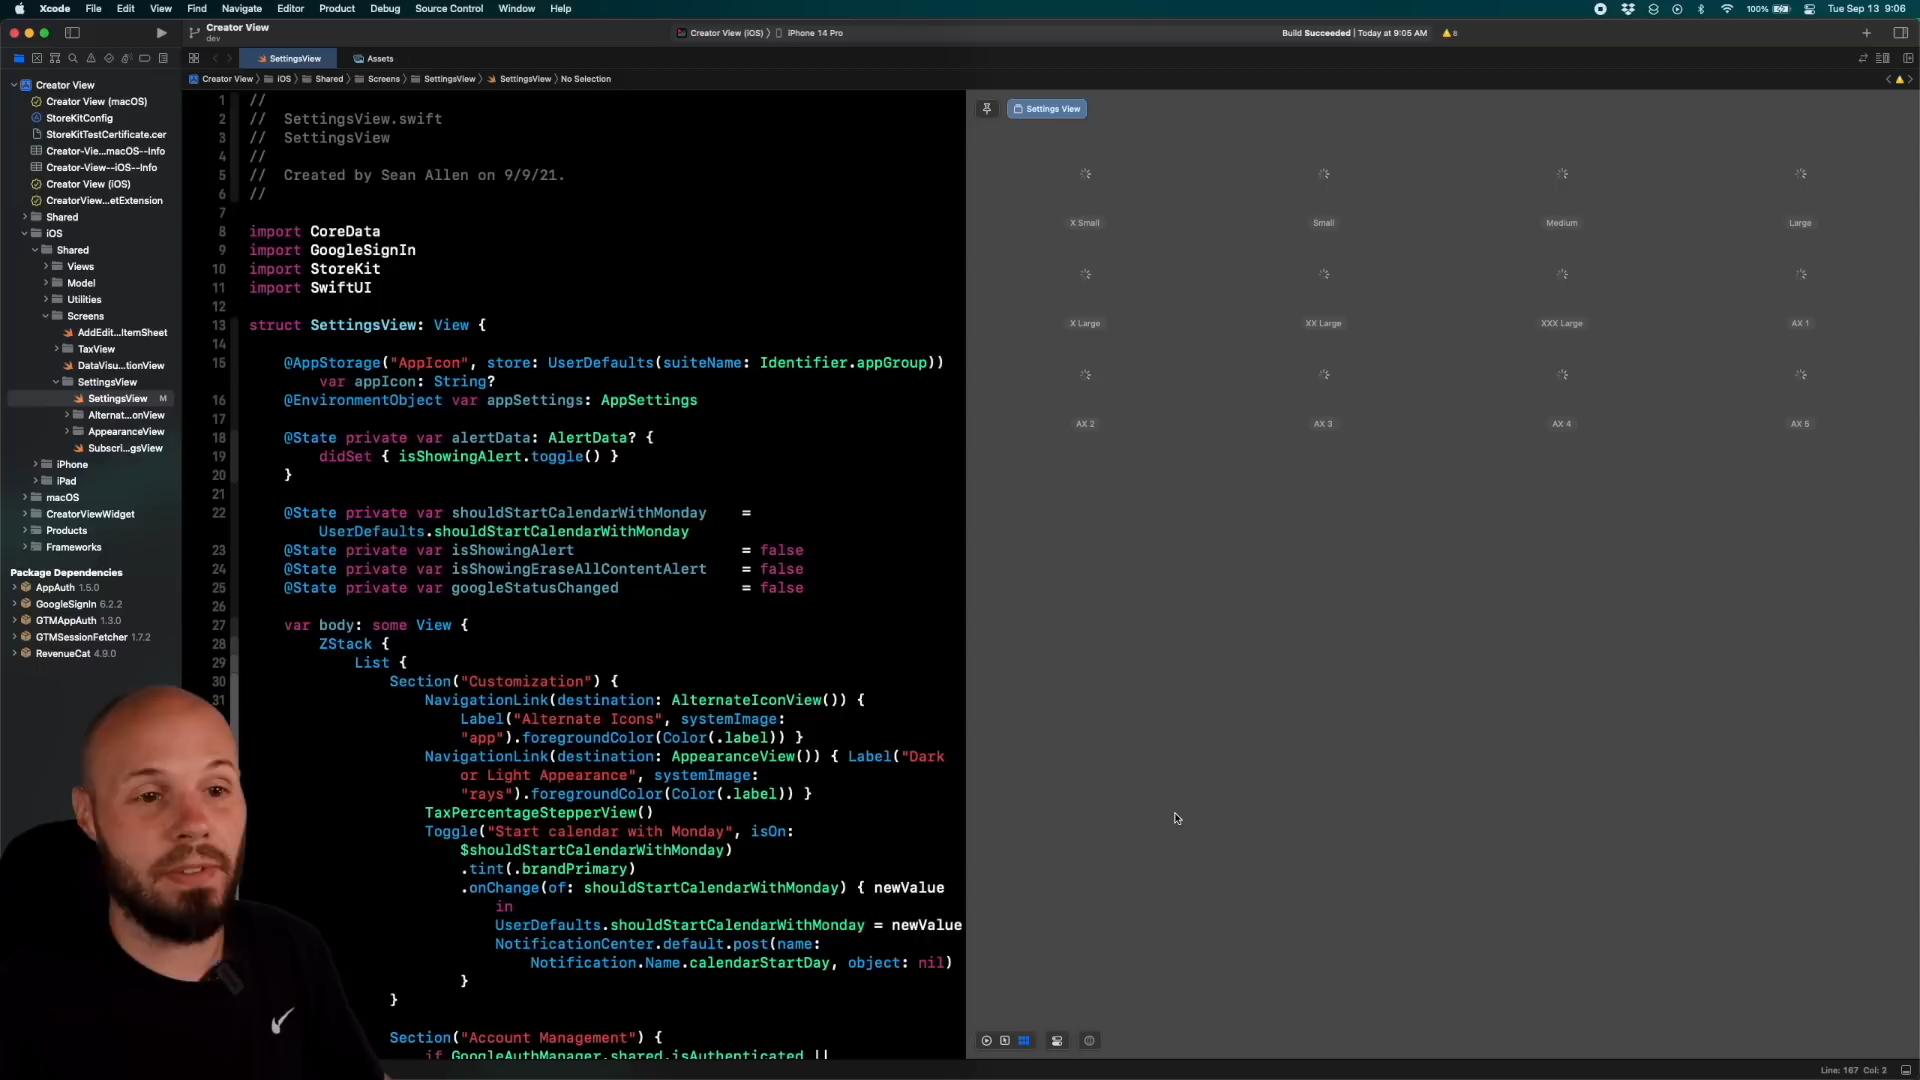 Xcode File Edit View Find Navigate Editor Product Debug Source Control Window Help
100% Tue Sep 13 9:06
Creator View
dev
Creator View (iOS) iPhone 14 Pro
Build Succeeded | Today at 9:05 AM 8
SettingsView Assets
Creator View iOS Shared Screens SettingsView SettingsView No Selection
Creator View
Creator View (macOS)
StoreKitConfig
StoreKitTestCertificate.cer
Creator-Vie...macOS--Info
Creator-View--iOS--Info
Creator View (iOS)
CreatorView...etExtension
Shared
iOS
Shared
Views
Model
Utilities
Screens
AddEdit...ItemSheet
TaxView
DataVisu...tionView
SettingsView
SettingsView M
Alternat...onView
AppearanceView
Subscri...gsView
iPhone
iPad
macOS
CreatorViewWidget
Products
Frameworks
Package Dependencies
AppAuth 1.5.0
GoogleSignIn 6.2.2
GTMAppAuth 1.3.0
GTMSessionFetcher 1.7.2
RevenueCat 4.9.0
1 //
2 // SettingsView.swift
3 // SettingsView
4 //
5 // Created by Sean Allen on 9/9/21.
6 //
7
8 import CoreData
9 import GoogleSignIn
10 import StoreKit
11 import SwiftUI
12
13 struct SettingsView: View {
14
15 @AppStorage("AppIcon", store: UserDefaults(suiteName: Identifier.appGroup))
var appIcon: String?
16 @EnvironmentObject var appSettings: AppSettings
17
18 @State private var alertData: AlertData? {
19 didSet { isShowingAlert.toggle() }
20 }
21
22 @State private var shouldStartCalendarWithMonday =
UserDefaults.shouldStartCalendarWithMonday
23 @State private var isShowingAlert = false
24 @State private var isShowingEraseAllContentAlert = false
25 @State private var googleStatusChanged = false
26
27 var body: some View {
28 ZStack {
29 List {
30 Section("Customization") {
31 NavigationLink(destination: AlternateIconView()) {
Label("Alternate Icons", systemImage:
"app").foregroundColor(Color(.label)) }
NavigationLink(destination: AppearanceView()) { Label("Dark
or Light Appearance", systemImage:
"rays").foregroundColor(Color(.label)) }
TaxPercentageStepperView()
Toggle("Start calendar with Monday", isOn:
$shouldStartCalendarWithMonday)
.tint(.brandPrimary)
.onChange(of: shouldStartCalendarWithMonday) { newValue
in
UserDefaults.shouldStartCalendarWithMonday = newValue
NotificationCenter.default.post(name:
Notification.Name.calendarStartDay, object: nil)
}
}
Section("Account Management") {
if GoogleAuthManager.shared.isAuthenticated ||
Settings View
X Small Small Medium Large
X Large XX Large XXX Large AX 1
AX 2 AX 3 AX 4 AX 5
Line: 167 Col: 2